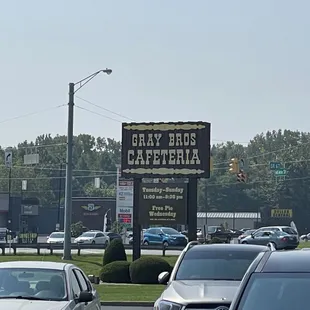 GRAY BROS
CAFETERIA
Tuesday-Sunday
11:00 am-8:30 pm
Free Pie
Wednesday